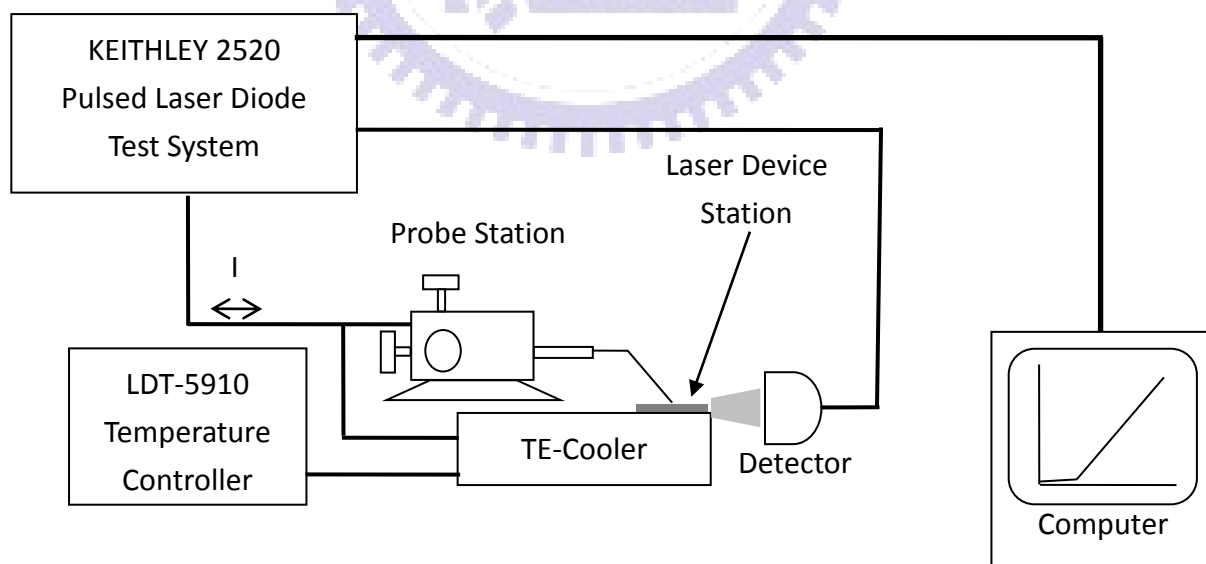 KEITHLEY 2520
Pulsed Laser Diode
Test System
Laser Device
Station
Probe Station
I
LDT-5910
Temperature
Controller
TE-Cooler
Detector
Computer